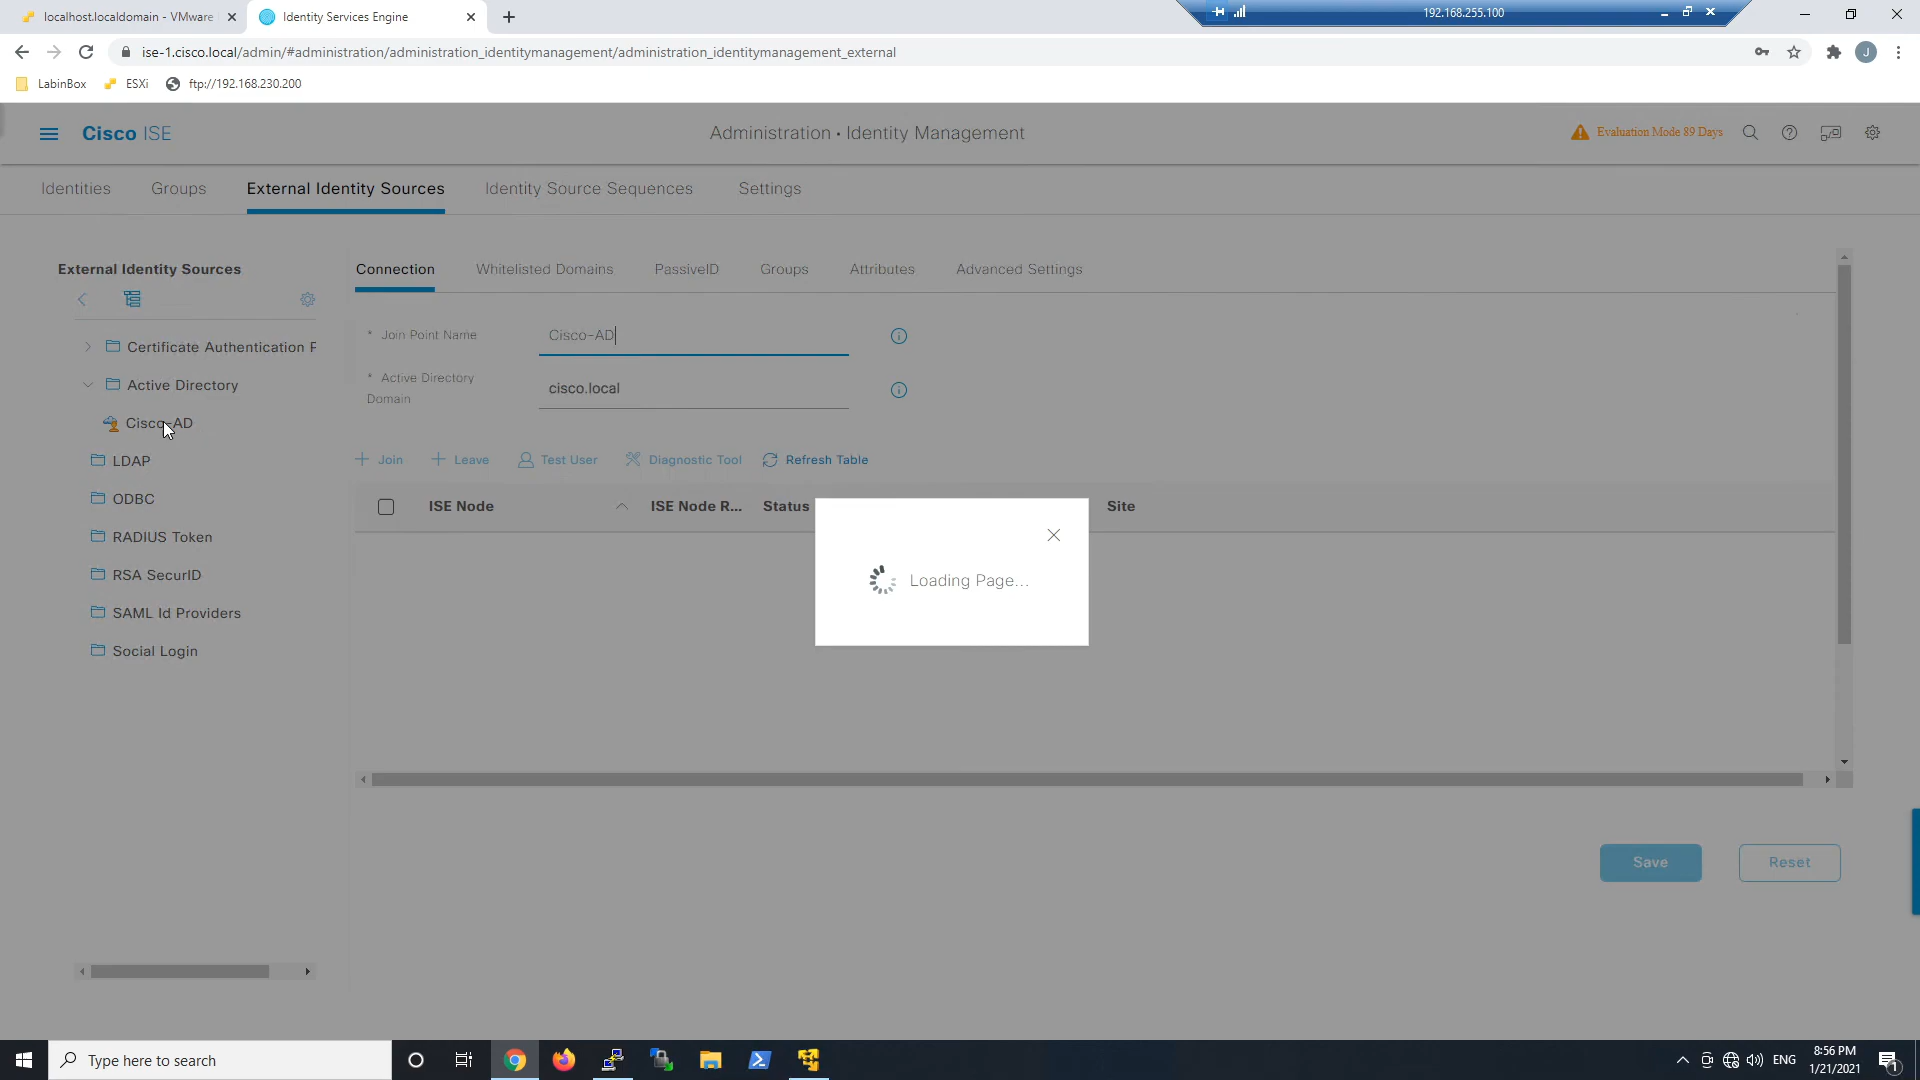 localhost.localdomain - VMware
Identity Services Engine
192.168.255.100
ise-1.cisco.local/admin/#administration/administration_identitymanagement/administration_identitymanagement_external
J
LabinBox
ESXi
ftp://192.168.230.200
Cisco ISE
Administration • Identity Management
Evaluation Mode 89 Days
Identities
Groups
External Identity Sources
Identity Source Sequences
Settings
External Identity Sources
Certificate Authentication F
Active Directory
Cisco-AD
LDAP
ODBC
RADIUS Token
RSA SecurID
SAML Id Providers
Social Login
Connection
Whitelisted Domains
PassiveID
Groups
Attributes
Advanced Settings
* Join Point Name
Cisco-AD
* Active Directory
Domain
cisco.local
Join
Leave
Test User
Diagnostic Tool
Refresh Table
ISE Node
ISE Node R...
Status
Site
Loading Page...
Save
Reset
Type here to search
ENG
8:56 PM
1/21/2021
1